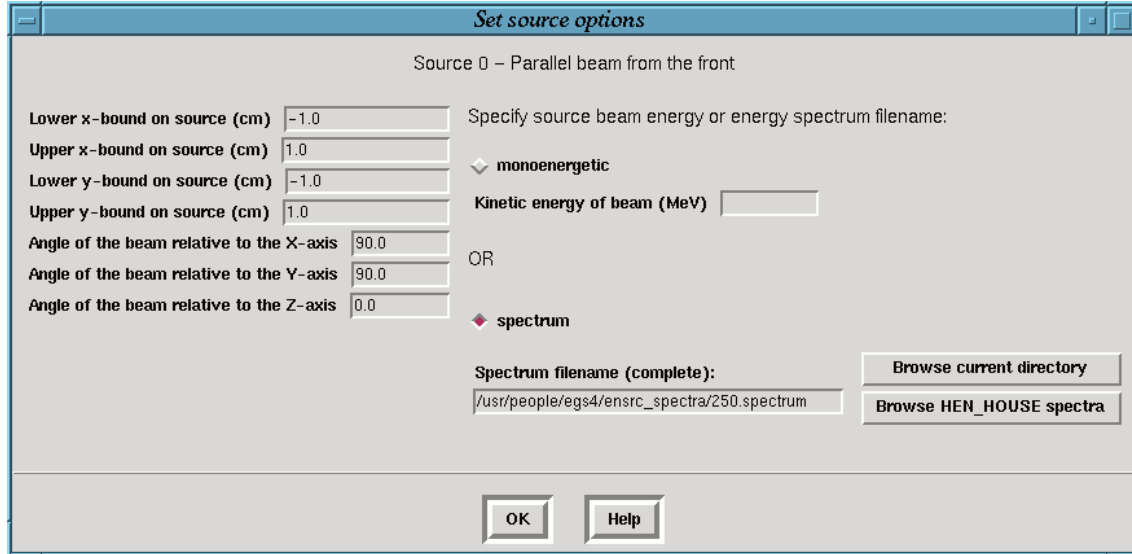 Set source options
Source 0 – Parallel beam from the front
Lower x–bound on source (cm) –1.0
Upper x–bound on source (cm) 1.0
Lower y–bound on source (cm) –1.0
Upper y–bound on source (cm) 1.0
Angle of the beam relative to the X–axis 90.0
Angle of the beam relative to the Y–axis 90.0
Angle of the beam relative to the Z–axis 0.0
Specify source beam energy or energy spectrum filename:
monoenergetic
Kinetic energy of beam (MeV)
OR
spectrum
Spectrum filename (complete):
/usr/people/egs4/ensrc_spectra/250.spectrum
Browse current directory
Browse HEN_HOUSE spectra
OK
Help